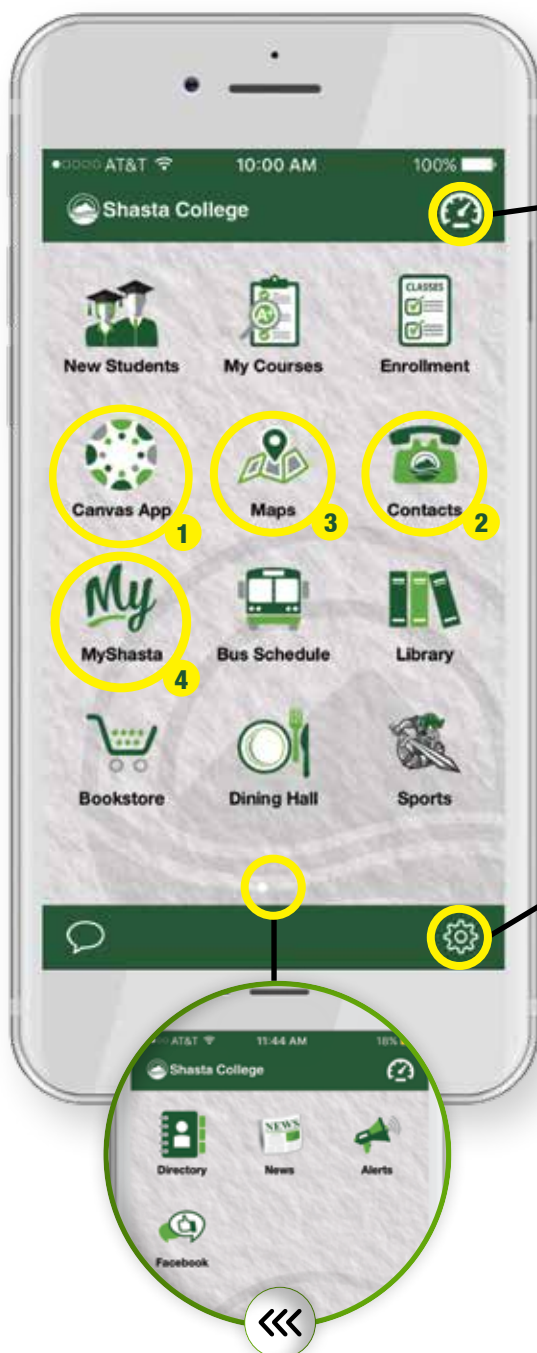 AT&T 10:00 AM 100%
Shasta College
CLASSES
A+
New Students My Courses Enrollment
Canvas App Maps Contacts
1 3 2
My
MyShasta Bus Schedule Library
4
Bookstore Dining Hall Sports
AT&T 11:44 AM 18%
Shasta College
NEWS
Directory News Alerts
Facebook